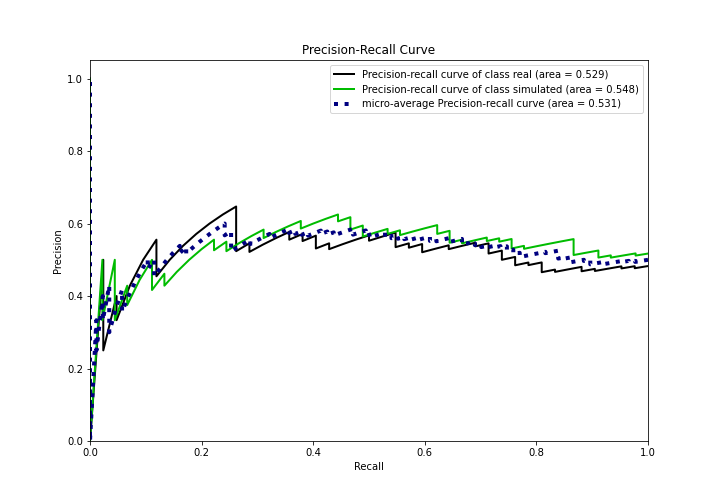 Precision-Recall Curve
Precision-recall curve of class real (area = 0.529)
Precision-recall curve of class simulated (area = 0.548)
micro-average Precision-recall curve (area = 0.531)
Precision
1.0
0.8
0.6
0.4
0.2
0.0
0.0 0.2 0.4 0.6 0.8 1.0
Recall